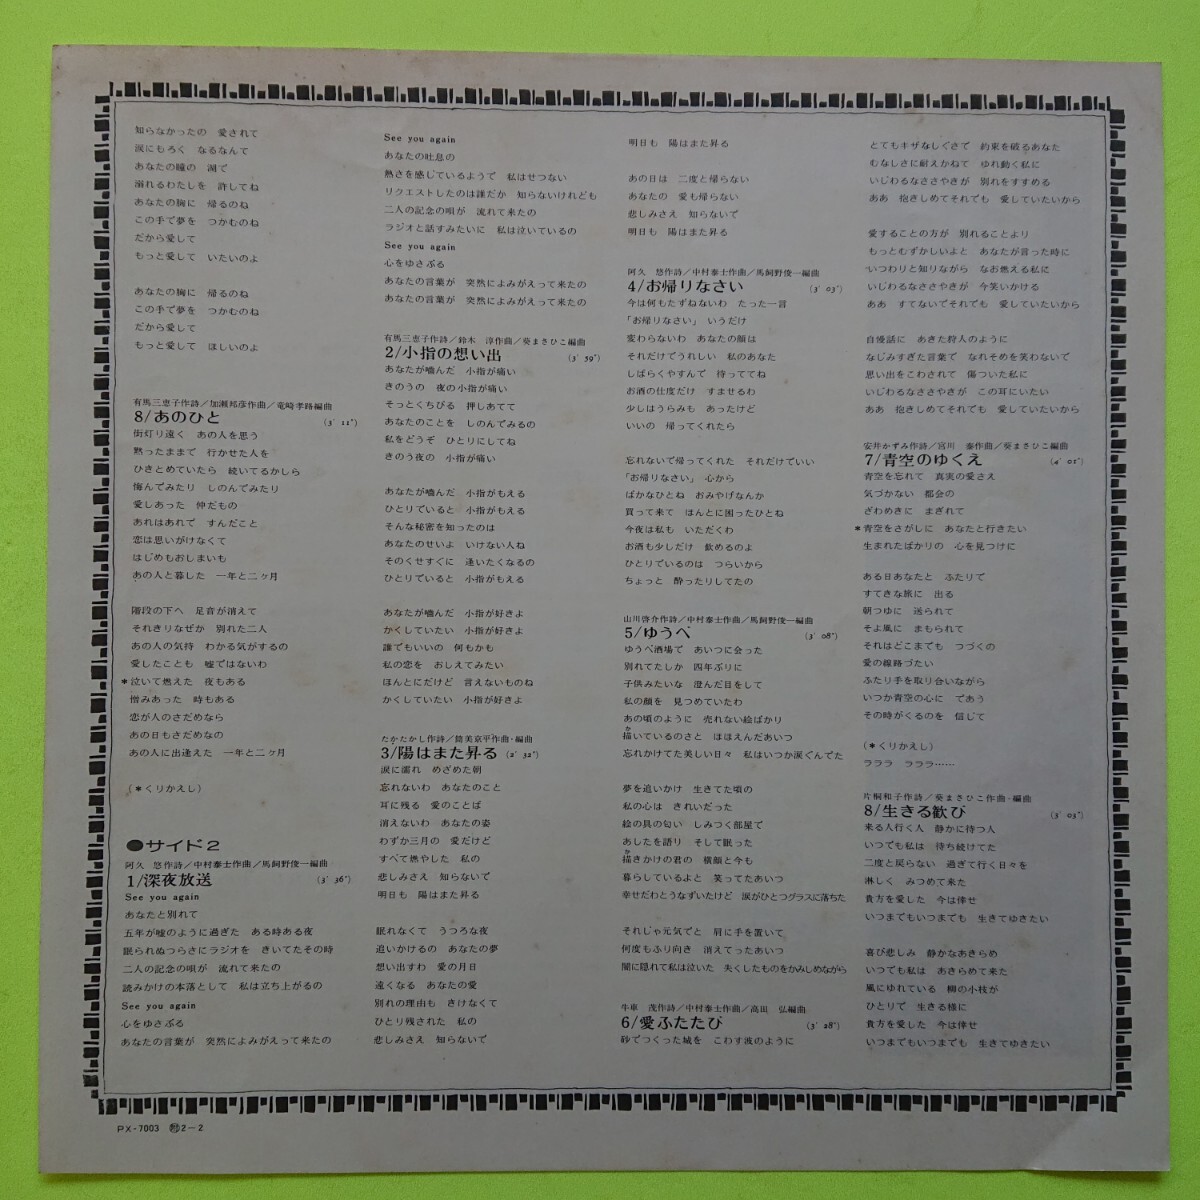 知らなかったの 愛されて
涙にもろく なるなんて
あなたの瞳の 湖で
溺れるわたしを 許してね
あなたの胸に 帰るのね
この手で夢を つかむのね
だから愛して
もっと愛して いたいのよ
あなたの胸に 帰るのね
この手で夢を つかむのね
だから愛して
もっと愛して ほしいのよ
有馬三恵子作詩/加瀬邦彦作曲/竜崎孝路編曲
8/あのひと (3′11″)
街灯り遠く あの人を思う
黙ったままで 行かせた人を
ひきとめていたら 続いてるかしら
悔んでみたり しのんでみたり
愛しあった 仲だもの
あれはあれで すんだこと
恋は思いがけなくて
はじめもおしまいも
あの人と暮した 一年と二ヶ月
階段の下へ 足音が消えて
それきりなぜか 別れた二人
あの人の気持 わかる気がするの
愛したことも 嘘ではないわ
*泣いて燃えた 夜もある
憎みあった 時もある
恋が人のさだめなら
あの日もさだめなの
あの人に出逢えた 一年と二ヶ月
(*くりかえし)
●サイド2
阿久 悠作詩/中村泰士作曲/馬飼野俊一編曲
1/深夜放送 (3′36″)
See you again
あなたと別れて
五年が嘘のように過ぎた ある時ある夜
眠られぬつらさにラジオを きいてたその時
二人の記念の唄が 流れて来たの
読みかけの本落として 私は立ち上がるの
See you again
心をゆさぶる
あなたの言葉が 突然によみがえって来たの
See you again
あなたの吐息の
熱さを感じているようで 私はせつない
リクエストしたのは誰だか 知らないけれども
二人の記念の唄が 流れて来たの
ラジオと話すみたいに 私は泣いているの
See you again
心をゆさぶる
あなたの言葉が 突然によみがえって来たの
あなたの言葉が 突然によみがえって来たの
有馬三恵子作詩/鈴木 淳作曲/葵まさひこ編曲
2/小指の想い出 (3′59″)
あなたが噛んだ 小指が痛い
きのうの 夜の小指が痛い
そっとくちびる 押しあてて
あなたのことを しのんでみるの
私をどうぞ ひとりにしてね
きのう夜の 小指が痛い
あなたが噛んだ 小指がもえる
ひとりでいると 小指がもえる
そんな秘密を知ったのは
あなたのせいよ いけない人ね
そのくせすぐに 逢いたくなるの
ひとりでいると 小指がもえる
あなたが噛んだ 小指が好きよ
かくしていたい 小指が好きよ
誰でもいいの 何もかも
私の恋を おしえてみたい
ほんとにだけど 言えないものね
かくしていたい 小指が好きよ
たかたかし作詩/筒美京平作曲・編曲
3/陽はまた昇る (2′32″)
涙に濡れ めざめた朝
忘れないわ あなたのこと
耳に残る 愛のことば
消えないわ あなたの姿
わずか三月の 愛だけど
すべて燃やした 私の
悲しみさえ 知らないで
明日も 陽はまた昇る
眠れなくて うつろな夜
追いかけるの あなたの夢
想い出すわ 愛の月日
遠くなる あなたの愛
別れの理由も きけなくて
ひとり残された 私の
悲しみさえ 知らないで
明日も 陽はまた昇る
あの日は 二度と帰らない
あなたの 愛も帰らない
悲しみさえ 知らないで
明日も 陽はまた昇る
阿久 悠作詩/中村泰士作曲/馬飼野俊一編曲
4/お帰りなさい (3′03″)
今は何もたずねないわ たった一言
「お帰りなさい」いうだけ
変わらないわ あなたの顔は
それだけでうれしい 私のあなた
しばらくやすんで 待っててね
お酒の仕度だけ すませるわ
少しはうらみも あったけど
いいの 帰ってくれたら
忘れないで帰ってくれた それだけでいい
「お帰りなさい」心から
ばかなひとね おみやげなんか
買って来て ほんとに困ったひとね
今夜は私も いただくわ
お酒も少しだけ 飲めるのよ
ひとりでいるのは つらいから
ちょっと 酔ったりしてたの
山川啓介作詩/中村泰士作曲/馬飼野俊一編曲
5/ゆうべ (3′08″)
ゆうべ酒場で あいつに会った
別れてたしか 四年ぶりに
子供みたいな 澄んだ目をして
私の顔を 見つめていたわ
あの頃のように 売れない絵ばかり
描いているのさと ほほえんだあいつ
忘れかけてた美しい日々 私はいつか涙ぐんでた
夢を追いかけ 生きてた頃の
私の心は きれいだった
絵の具の匂い しみつく部屋で
あしたを語り そして眠った
描きかけの君の 横顔と今も
暮らしているよと 笑ってたあいつ
幸せだわとうなずいたけど 涙がひとつグラスに落ちた
それじゃ元気でと 肩に手を置いて
何度もふり向き 消えてったあいつ
闇に隠れて私は泣いた 失くしたものをかみしめながら
牛車 茂作詩/中村泰士作曲/高田 弘編曲
6/愛ふたたび (3′28″)
砂でつくった城を こわす波のように
とてもキザなしぐさで 約束を破るあなた
むなしさに耐えかねて ゆれ動く私に
いじわるなささやきが 別れをすすめる
ああ 抱きしめてそれでも 愛していたいから
愛することの方が 別れることより
もっとむずかしいよと あなたが言った時に
いつわりと知りながら なお燃える私に
いじわるなささやきが 今笑いかける
ああ すてないでそれでも 愛していたいから
自慢話に あきた狩人のように
なじみすぎた言葉で なれそめを笑わないで
思い出をこわされて 傷ついた私に
いじわるなささやきが この耳にいたい
ああ 抱きしめてそれでも 愛していたいから
安井かずみ作詩/宮川 泰作曲/葵まさひこ編曲
7/青空のゆくえ (4′05″)
青空を忘れて 真実の愛さえ
気づかない 都会の
ざわめきに まぎれて
*青空をさがしに あなたと行きたい
生まれたばかりの 心を見つけに
ある日あなたと ふたりで
すてきな旅に 出る
朝つゆに 送られて
そよ風に まもられて
それはどこまでも つづくの
愛の線路づたい
ふたり手を取り合いながら
いつか青空の心に であう
その時がくるのを 信じて
(*くりかえし)
ラララ ラララ……
片桐和子作詩/葵まさひこ作曲・編曲
8/生きる歓び (3′03″)
来る人行く人 静かに待つ人
いつでも私は 待ち続けてた
二度と戻らない 過ぎて行く日々を
淋しく みつめて来た
貴方を愛した 今は倖せ
いつまでもいつまでも 生きてゆきたい
喜び悲しみ 静かなあきらめ
いつでも私は あきらめて来た
風にゆれている 柳の小枝が
ひとりで 生きる様に
貴方を愛した 今は倖せ
いつまでもいつまでも 生きてゆきたい
PX-7003 2-2